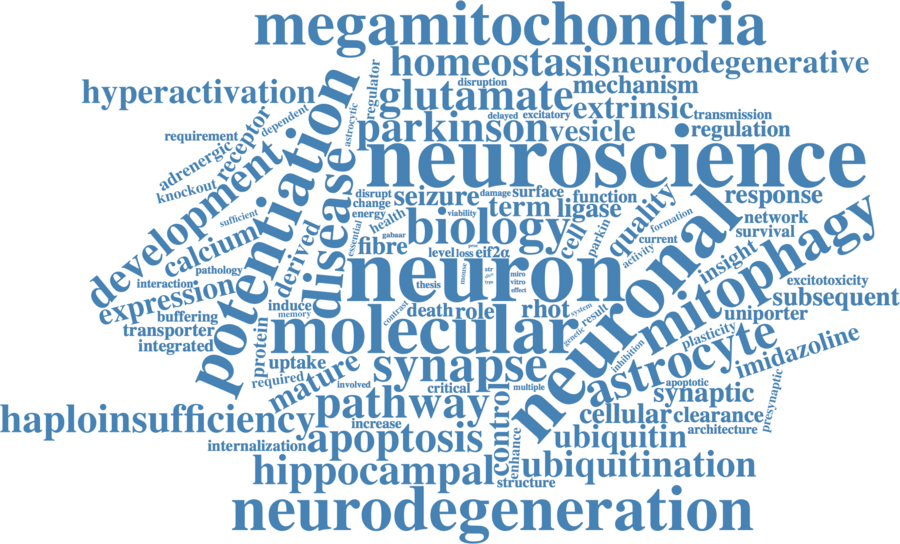 megamitochondria
homeostasis
neurodegenerative
hyperactivation
regulator
disruption
glutamate
mechanism
astrocytic
extrinsic
dependent
delayed
excitatory
transmission
requirement
receptor
parkinson
vesicle
regulation
adrenergic
neuroscience
knockout
development
potentiation
disease
disrupt
seizure
damage
surface
function
quality
response
change
term
ligase
energy
health
viability
biology
cell
parkin
formation
network
sufficient
essential
gabaar
calcium
derived
fibre
level
loss
eif2α
activity
current
survival
neuronal
mitophagy
pathology
interaction
neuron
thesis
mouse
str
type
miro
vitro
effect
insight
excitotoxicity
expression
subsequent
induce
memory
contrast
death
role
rhot
system
result
genetic
uniporter
buffering
transporter
integrated
protein
molecular
plasticity
inhibition
astrocyte
imidazoline
uptake
required
mature
involved
synapse
critical
multiple
apoptotic
synaptic
presynaptic
haploinsufficiency
pathway
increase
control
cellular
clearance
architecture
internalization
apoptosis
enhance
ubiquitin
hippocampal
structure
ubiquitination
neurodegeneration